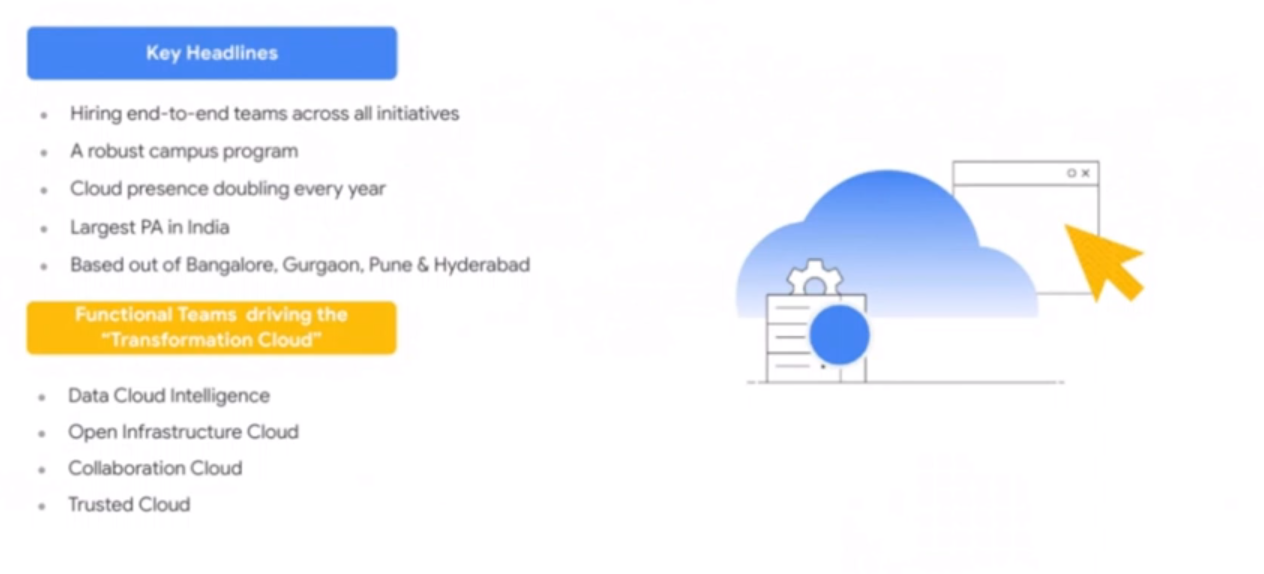 Key Headlines
Hiring end-to-end teams across all initiatives
A robust campus program
Cloud presence doubling every year
Largest PA in India
Based out of Bangalore, Gurgaon, Pune & Hyderabad
Functional Teams driving the
“Transformation Cloud”
Data Cloud Intelligence
Open Infrastructure Cloud
Collaboration Cloud
Trusted Cloud